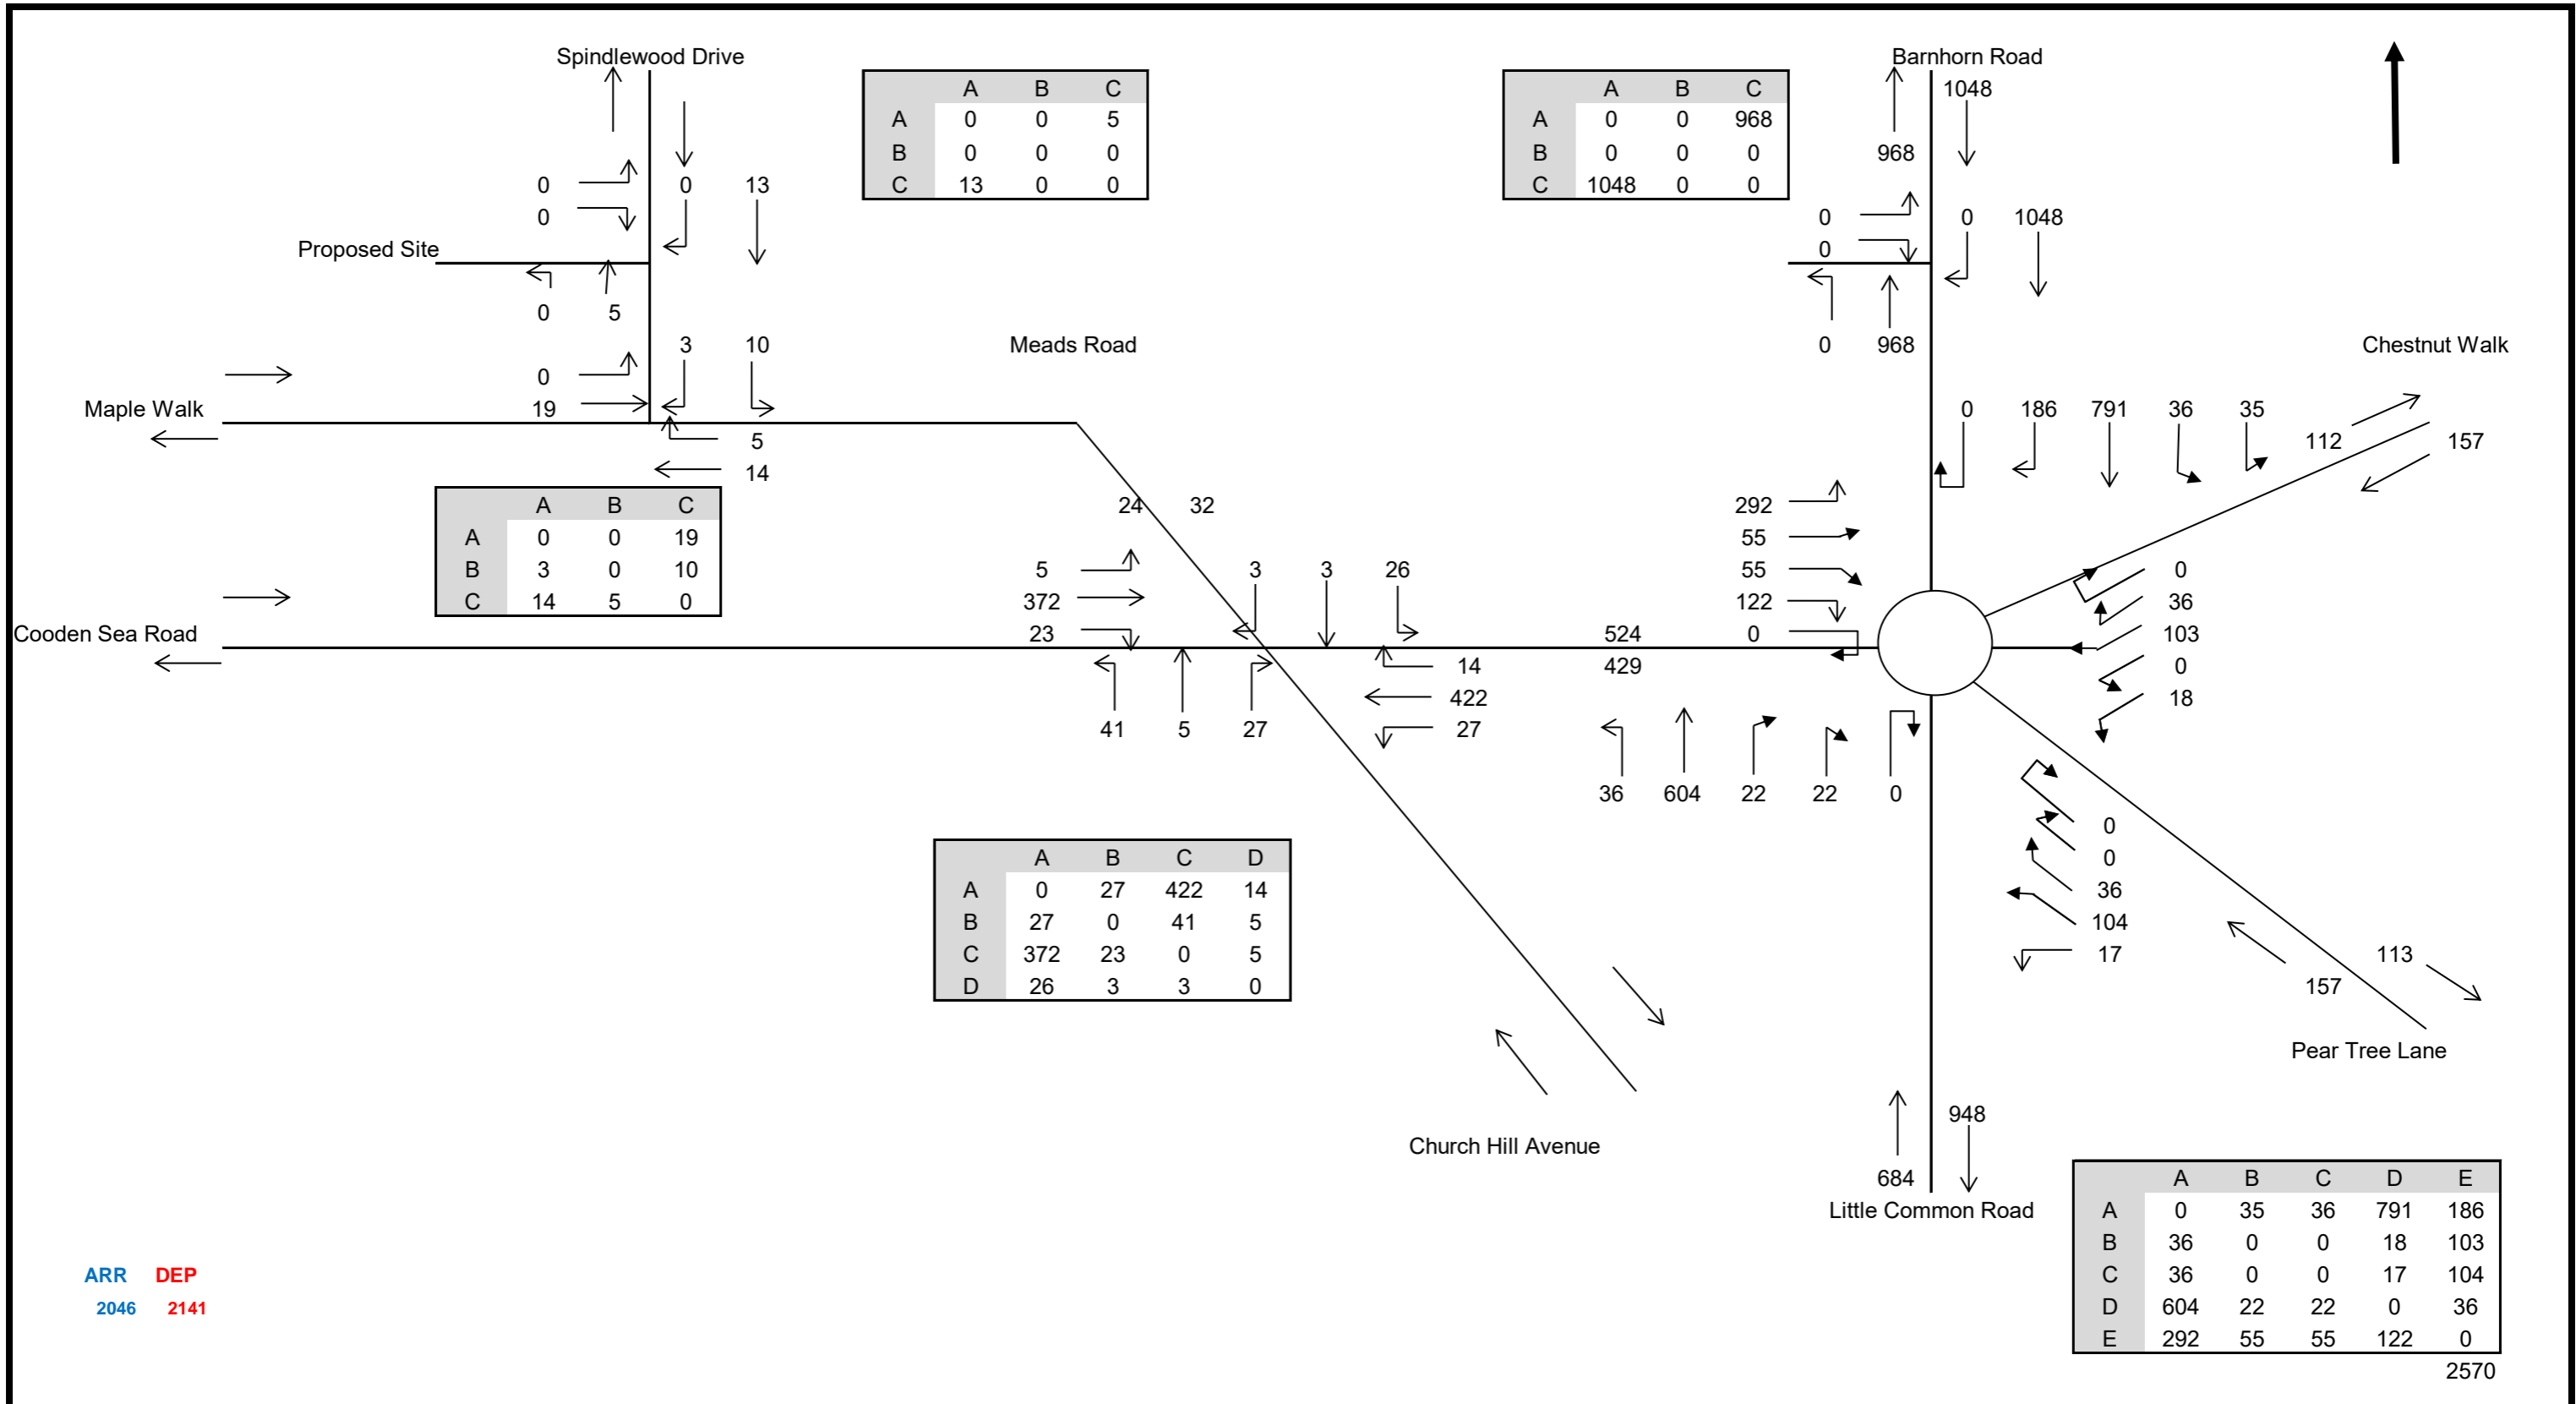 Spindlewood Drive
Barnhorn Road
A B C
A 0 0 5
B 0 0 0
C 13 0 0
A B C
A 0 0 968
B 0 0 0
C 1048 0 0
1048
968
0 0 13
0
Proposed Site
0 5
0 0 1048
0
0 968
3 10
Meads Road
Chestnut Walk
0
19
Maple Walk
5
14
0 186 791 36 35
112 157
A B C
A 0 0 19
B 3 0 10
C 14 5 0
24 32
292
55
55
122
0
5
372
23
3 3 26
0
36
103
0
18
Cooden Sea Road
524
429
14
422
27
41 5 27
36 604 22 22 0
0
0
36
104
17
A B C D
A 0 27 422 14
B 27 0 41 5
C 372 23 0 5
D 26 3 3 0
113
157
Pear Tree Lane
948
Church Hill Avenue
684
Little Common Road
A B C D E
A 0 35 36 791 186
B 36 0 0 18 103
C 36 0 0 17 104
D 604 22 22 0 36
E 292 55 55 122 0
2570
ARR DEP
2046 2141